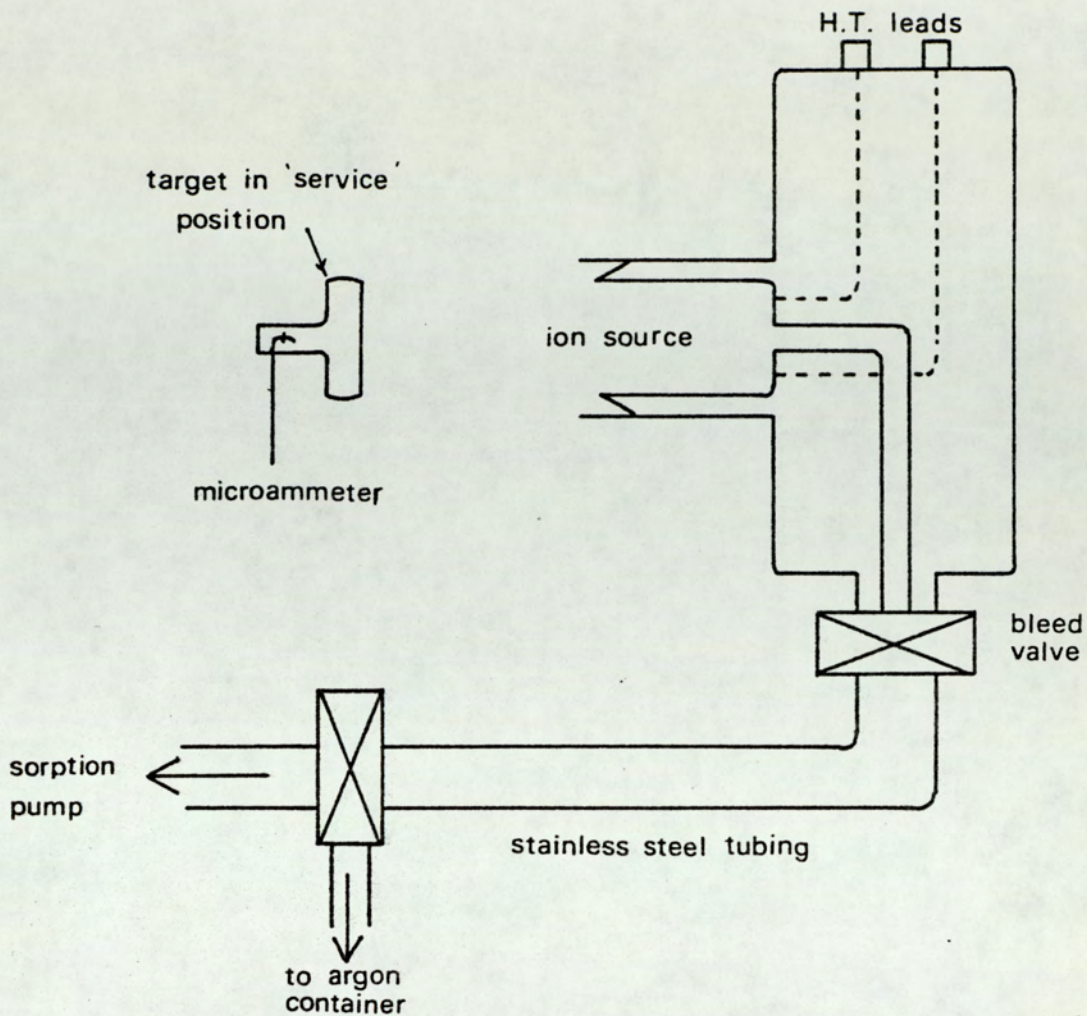 H.T. leads
target in 'service'
position
ion source
microammeter
bleed
valve
sorption
pump
stainless steel tubing
to argon
container